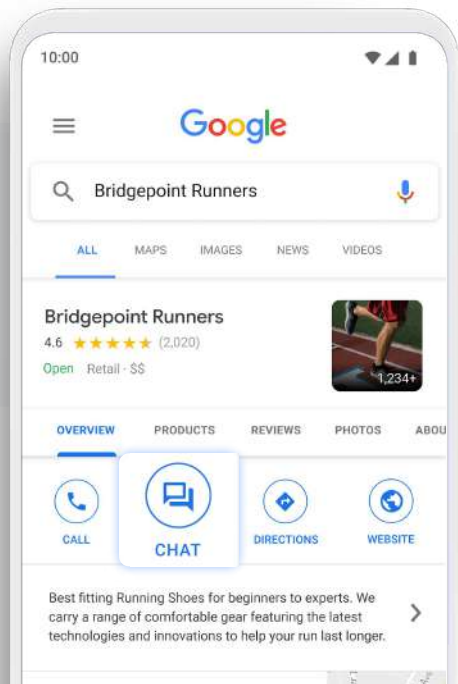 10:00
Google
Bridgepoint Runners
ALL MAPS IMAGES NEWS VIDEOS
Bridgepoint Runners
4.6 ★★★★★ (2,020)
Open Retail · $$
1,234+
OVERVIEW PRODUCTS REVIEWS PHOTOS ABOU
CALL CHAT DIRECTIONS WEBSITE
Best fitting Running Shoes for beginners to experts. We
carry a range of comfortable gear featuring the latest
technologies and innovations to help your run last longer.